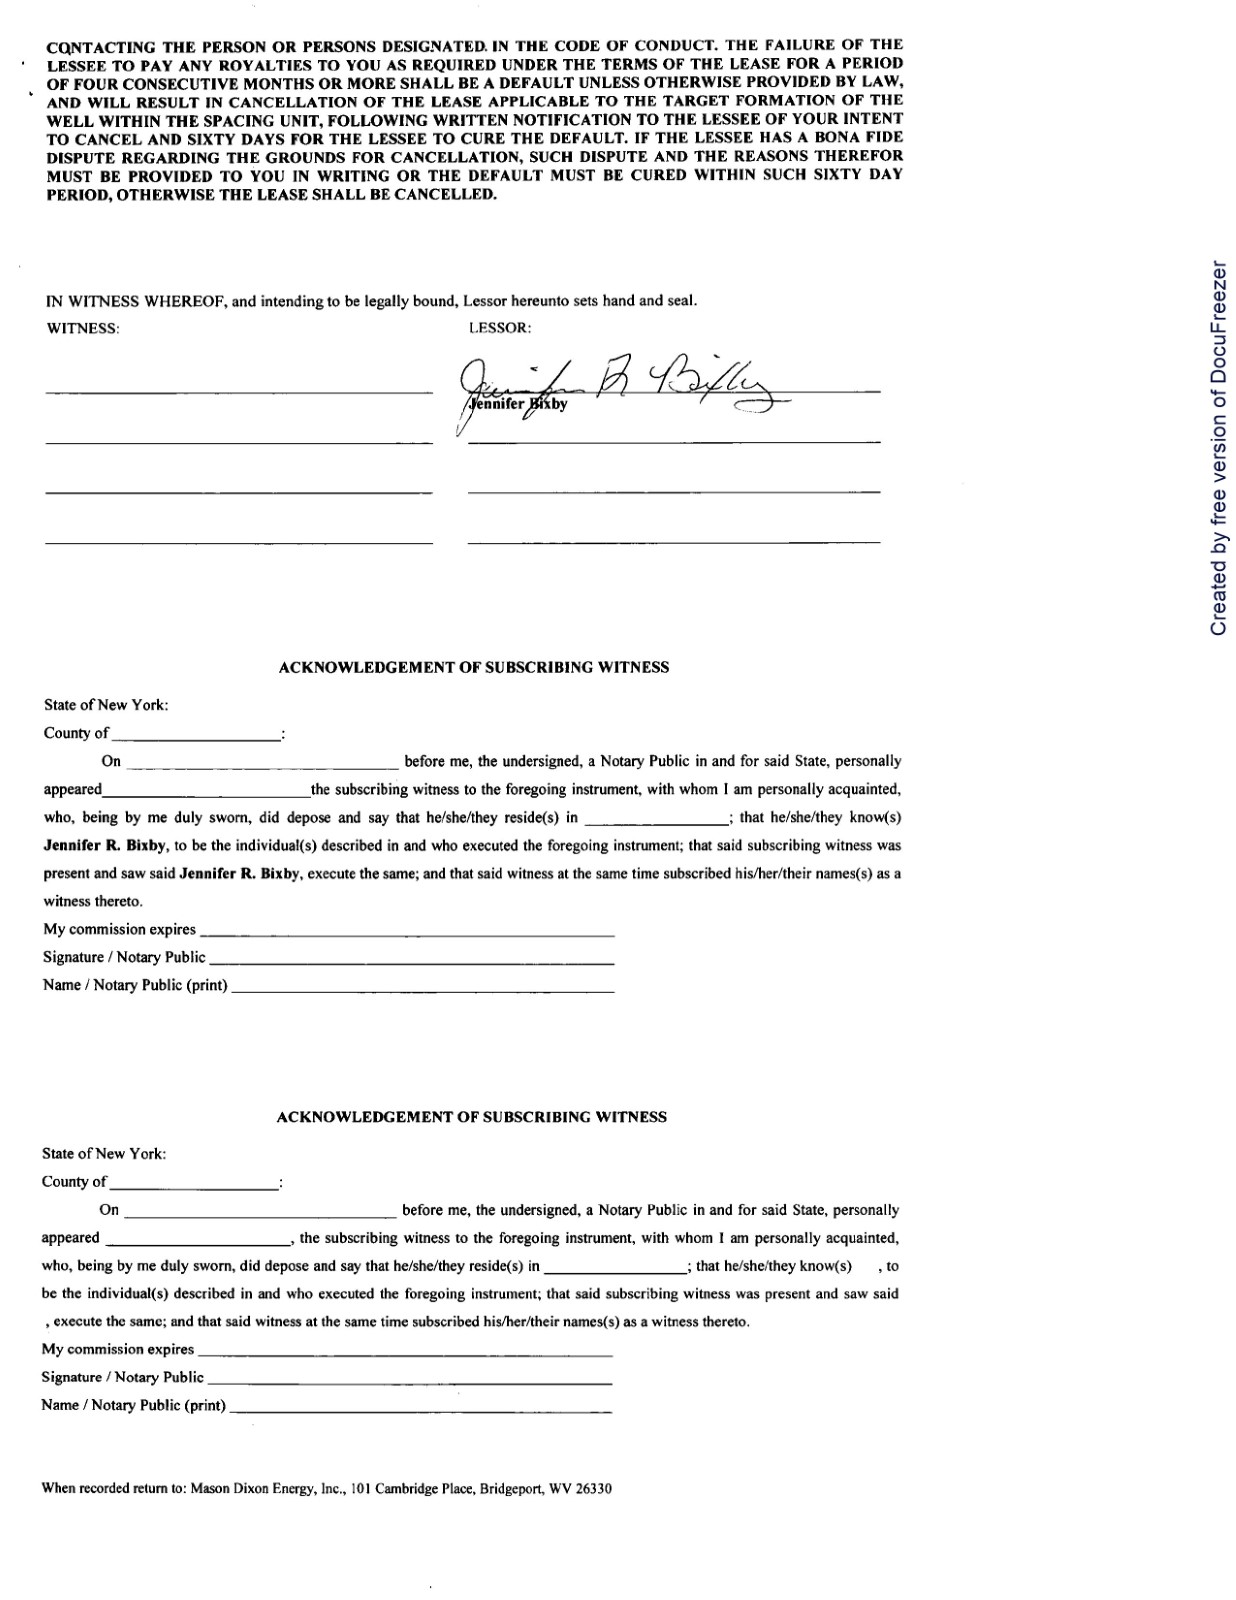 CONTACTING THE PERSON OR PERSONS DESIGNATED. IN THE CODE OF CONDUCT. THE FAILURE OF THE
LESSEE TO PAY ANY ROYALTIES TO YOU AS REQUIRED UNDER THE TERMS OF THE LEASE FOR A PERIOD
OF FOUR CONSECUTIVE MONTHS OR MORE SHALL BE A DEFAULT UNLESS OTHERWISE PROVIDED BY LAW,
AND WILL RESULT IN CANCELLATION OF THE LEASE APPLICABLE TO THE TARGET FORMATION OF THE
WELL WITHIN THE SPACING UNIT, FOLLOWING WRITTEN NOTIFICATION TO THE LESSEE OF YOUR INTENT
TO CANCEL AND SIXTY DAYS FOR THE LESSEE TO CURE THE DEFAULT. IF THE LESSEE HAS A BONA FIDE
DISPUTE REGARDING THE GROUNDS FOR CANCELLATION, SUCH DISPUTE AND THE REASONS THEREFOR
MUST BE PROVIDED TO YOU IN WRITING OR THE DEFAULT MUST BE CURED WITHIN SUCH SIXTY DAY
PERIOD, OTHERWISE THE LEASE SHALL BE CANCELLED.
IN WITNESS WHEREOF, and intending to be legally bound, Lessor hereunto sets hand and seal.
WITNESS: LESSOR:
Jennifer R Bixby
Jennifer Bixby
ACKNOWLEDGEMENT OF SUBSCRIBING WITNESS
State of New York:
County of ______________________:
On ____________________________________ before me, the undersigned, a Notary Public in and for said State, personally
appeared___________________________the subscribing witness to the foregoing instrument, with whom I am personally acquainted,
who, being by me duly sworn, did depose and say that he/she/they reside(s) in ___________________; that he/she/they know(s)
Jennifer R. Bixby, to be the individual(s) described in and who executed the foregoing instrument; that said subscribing witness was
present and saw said Jennifer R. Bixby, execute the same; and that said witness at the same time subscribed his/her/their names(s) as a
witness thereto.
My commission expires ______________________________________________________
Signature / Notary Public _____________________________________________________
Name / Notary Public (print) __________________________________________________
ACKNOWLEDGEMENT OF SUBSCRIBING WITNESS
State of New York:
County of ______________________:
On ____________________________________ before me, the undersigned, a Notary Public in and for said State, personally
appeared ________________________, the subscribing witness to the foregoing instrument, with whom I am personally acquainted,
who, being by me duly sworn, did depose and say that he/she/they reside(s) in ___________________; that he/she/they know(s) , to
be the individual(s) described in and who executed the foregoing instrument; that said subscribing witness was present and saw said
, execute the same; and that said witness at the same time subscribed his/her/their names(s) as a witness thereto.
My commission expires ______________________________________________________
Signature / Notary Public _____________________________________________________
Name / Notary Public (print) __________________________________________________
When recorded return to: Mason Dixon Energy, Inc., 101 Cambridge Place, Bridgeport, WV 26330
Created by free version of DocuFreezer